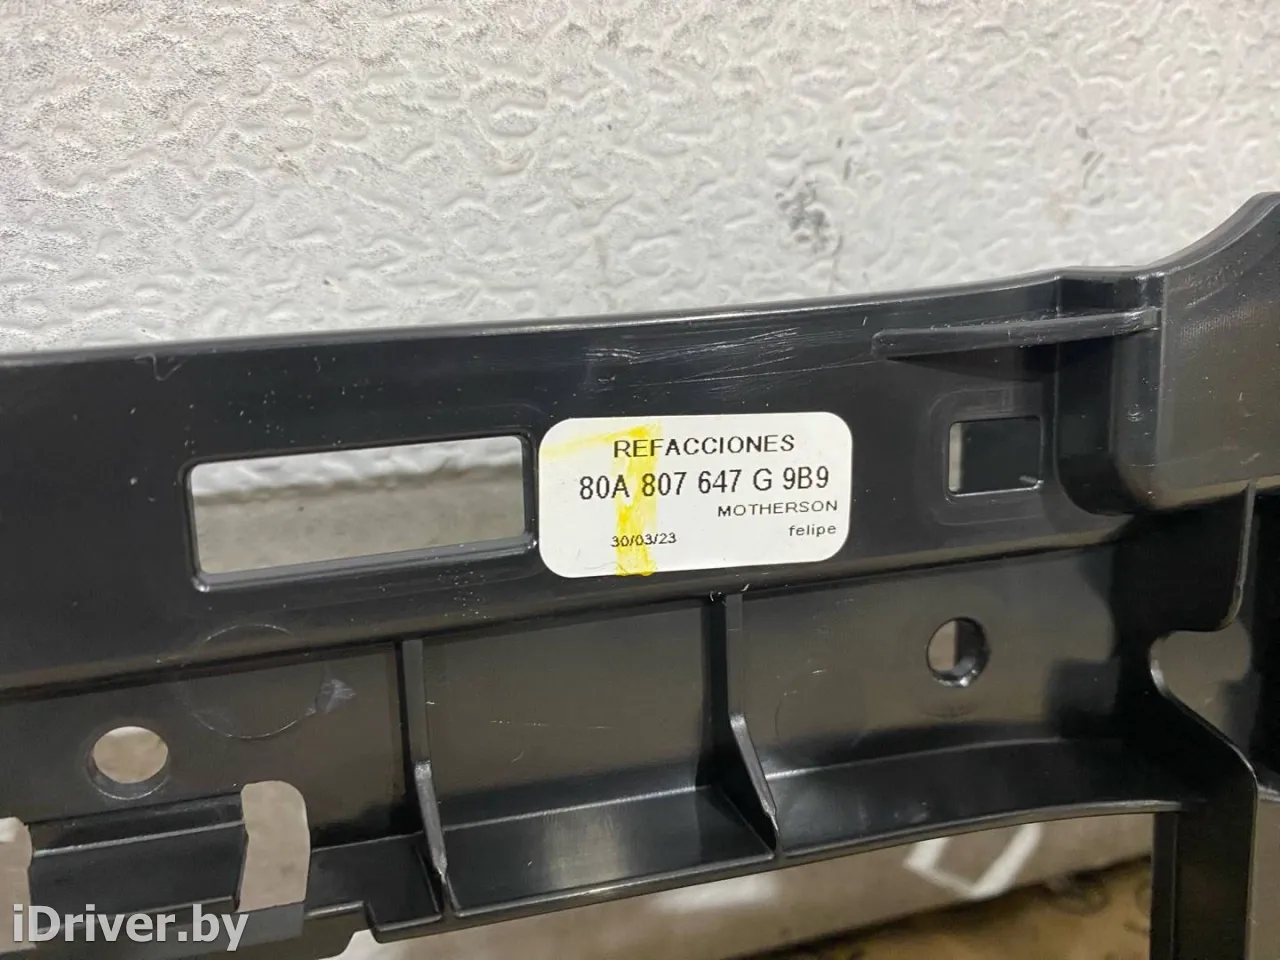 REFACCIONES
80A 807 647 G 9B9
MOTHERSON
30/03/23 felipe
iDriver.by